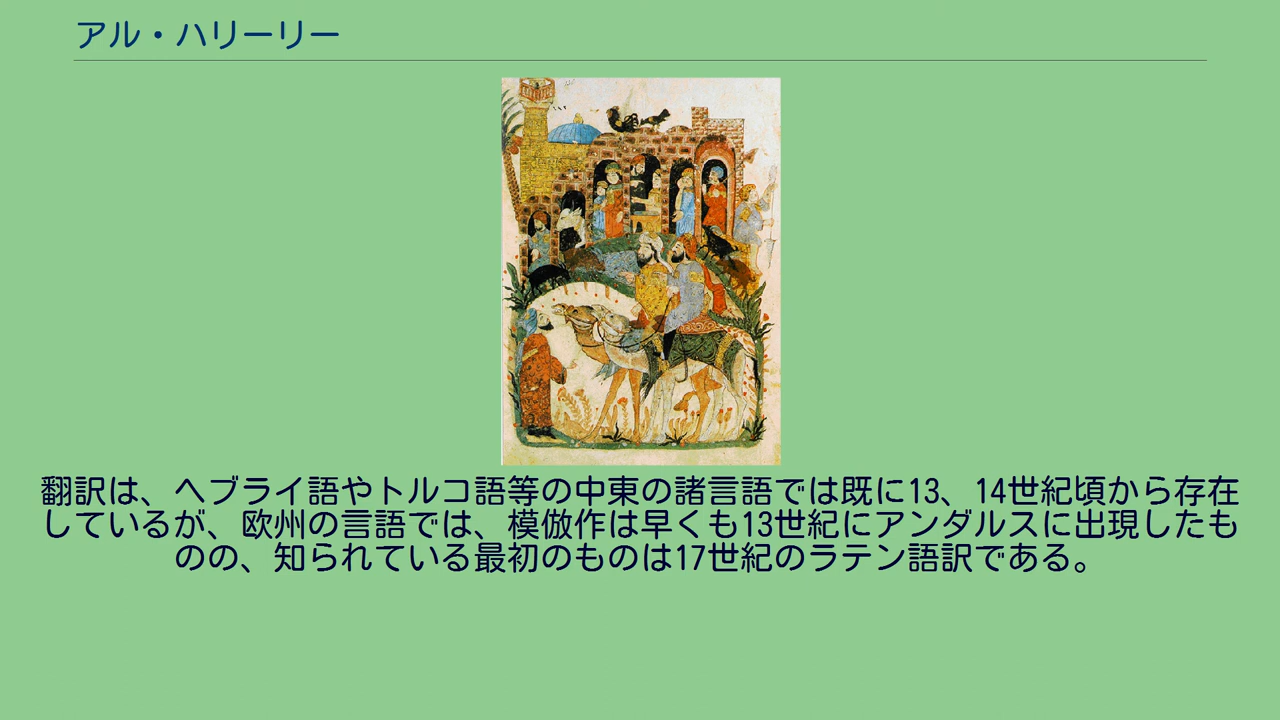 アル・ハリーリー
翻訳は、ヘブライ語やトルコ語等の中東の諸言語では既に13、14世紀頃から存在
しているが、欧州の言語では、模倣作は早くも13世紀にアンダルスに出現したも
のの、知られている最初のものは17世紀のラテン語訳である。